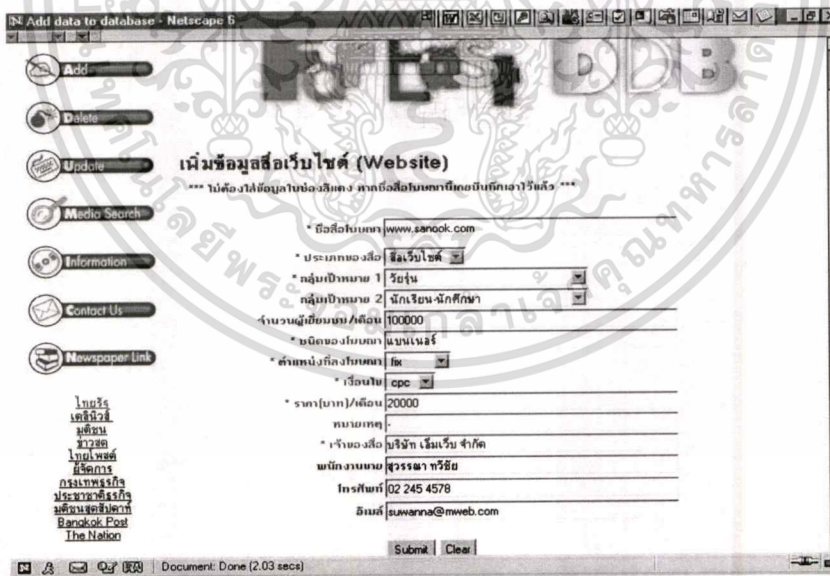 Add data to database - Netscape 6
DDB
Add
Delete
Update
Media Search
Information
Contact Us
Newspaper Link
ไทยรัฐ
เดลินิวส์
มติชน
ข่าวสด
ไทยโพสต์
ผู้จัดการ
กรุงเทพธุรกิจ
ประชาชาติธุรกิจ
มติชนสุดสัปดาห์
Bangkok Post
The Nation
เพิ่มข้อมูลสื่อเว็บไซต์ (Website)
*** ไม่ต้องใส่ข้อมูลในช่องสีแดง หากชื่อสื่อโฆษณานี้เคยบันทึกเอาไว้แล้ว ***
* ชื่อสื่อโฆษณา www.sanook.com
* ประเภทของสื่อ สื่อเว็บไซต์
* กลุ่มเป้าหมาย 1 วัยรุ่น
กลุ่มเป้าหมาย 2 นักเรียน-นักศึกษา
จำนวนผู้เยี่ยมชม/เดือน 100000
* ชนิดของโฆษณา แบนเนอร์
* ตำแหน่งที่ลงโฆษณา fix
* เงื่อนไข cpc
* ราคา(บาท)/เดือน 20000
หมายเหตุ -
* เจ้าของสื่อ บริษัท เอ็มเว็บ จำกัด
พนักงานขาย สุวรรณา ทวีชัย
โทรศัพท์ 02 245 4578
อีเมล์ suwanna@mweb.com
Submit Clear
Document: Done (2.03 secs)